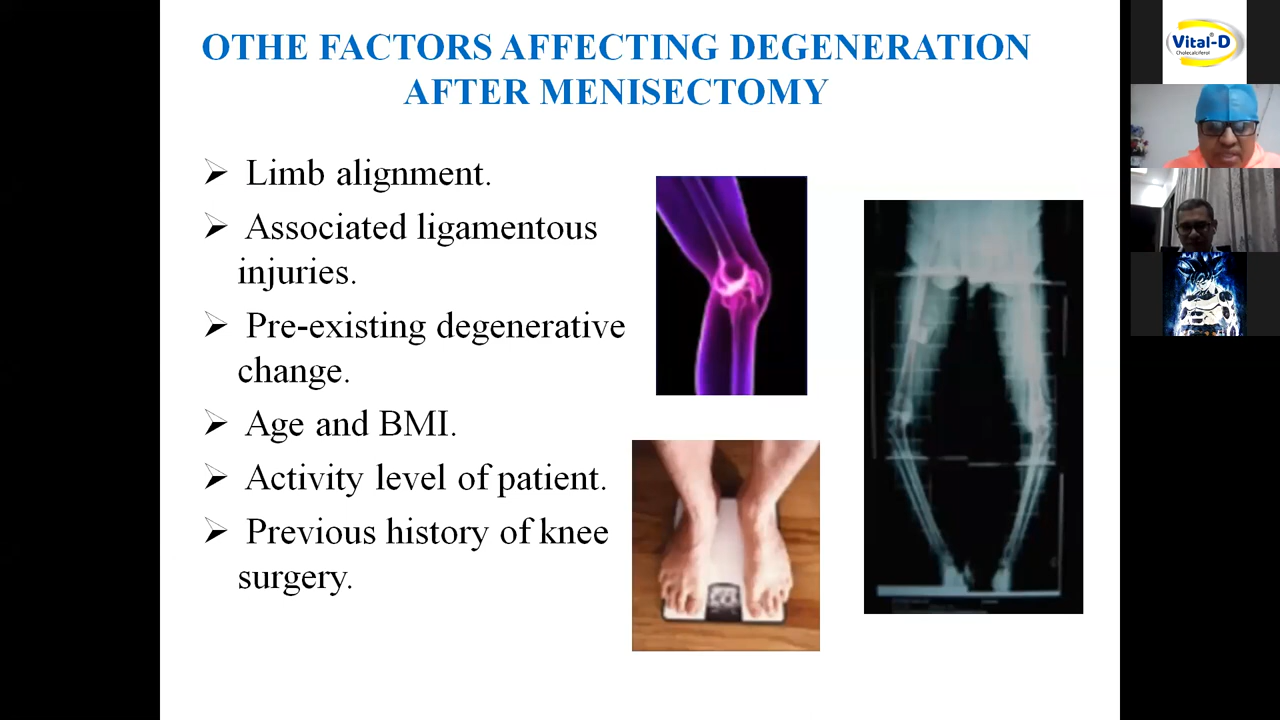 OTHE FACTORS AFFECTING DEGENERATION
AFTER MENISECTOMY
Limb alignment.
Associated ligamentous
injuries.
Pre-existing degenerative
change.
Age and BMI.
Activity level of patient.
Previous history of knee
surgery.
Vital-D
Cholecalciferol